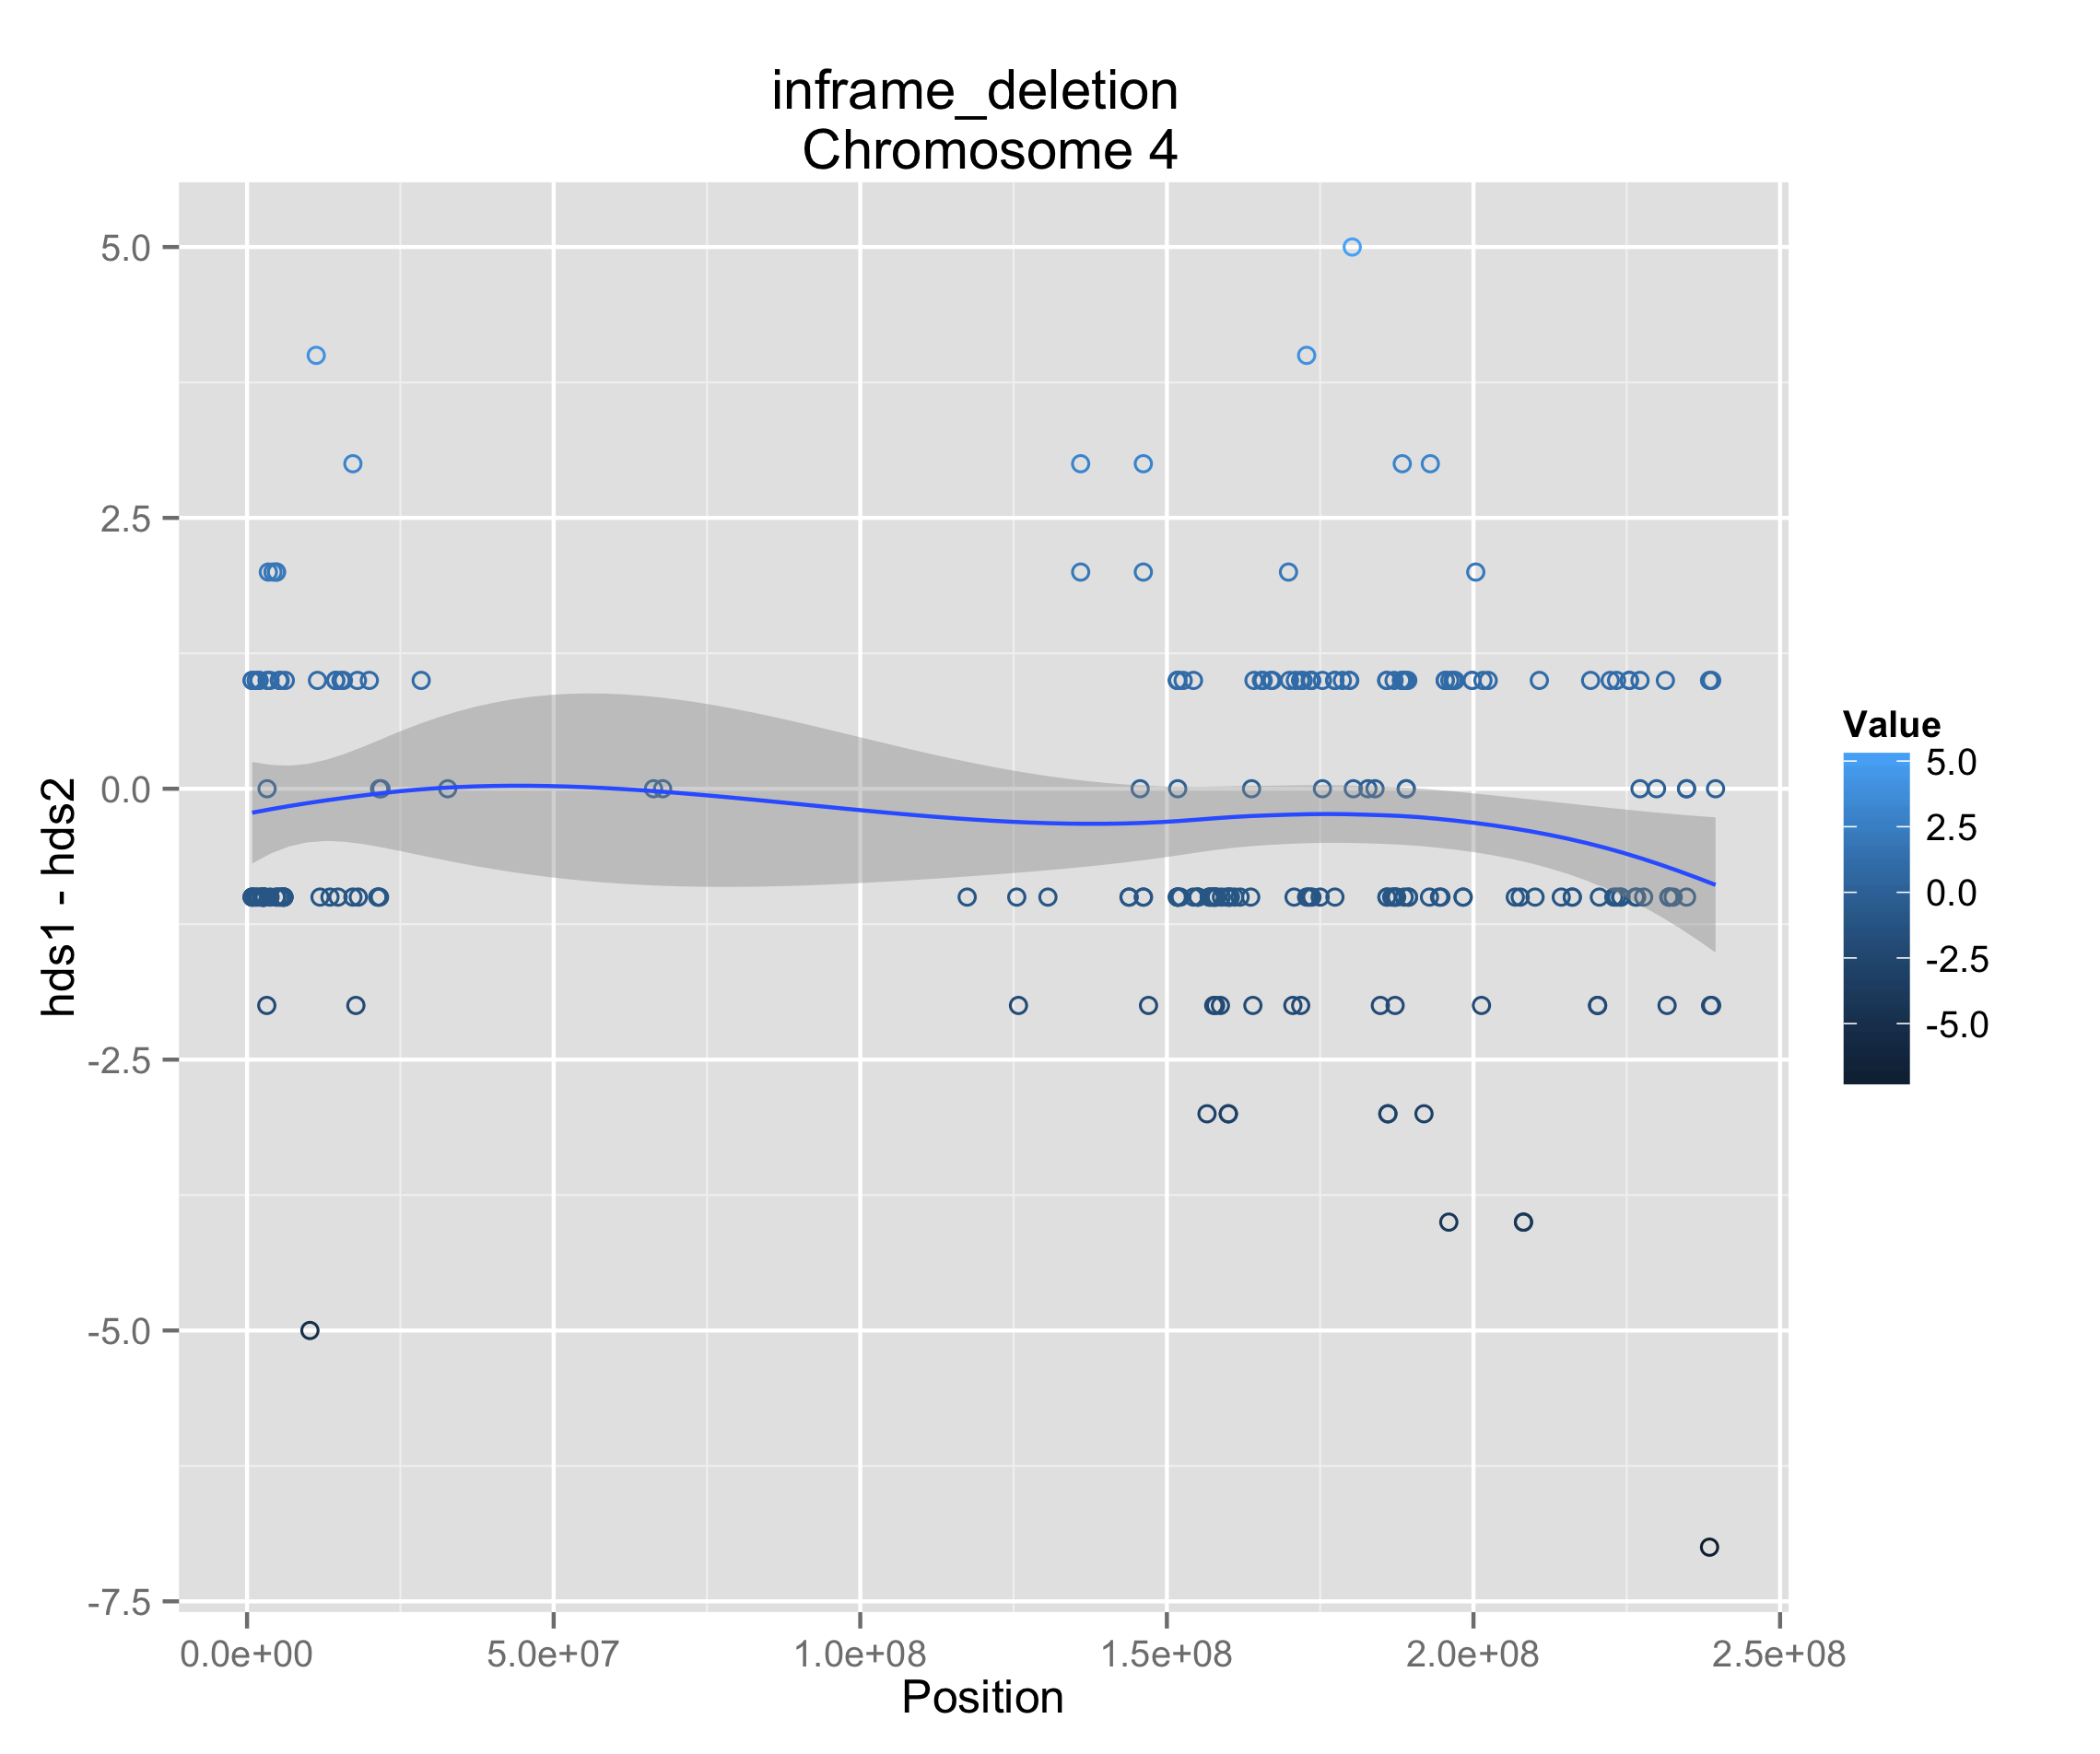 inframe_deletion
Chromosome 4
hds1 - hds2
5.0
2.5
0.0
-2.5
-5.0
-7.5
0.0e+00 5.0e+07 1.0e+08 1.5e+08 2.0e+08 2.5e+08
Position
Value
5.0
2.5
0.0
-2.5
-5.0